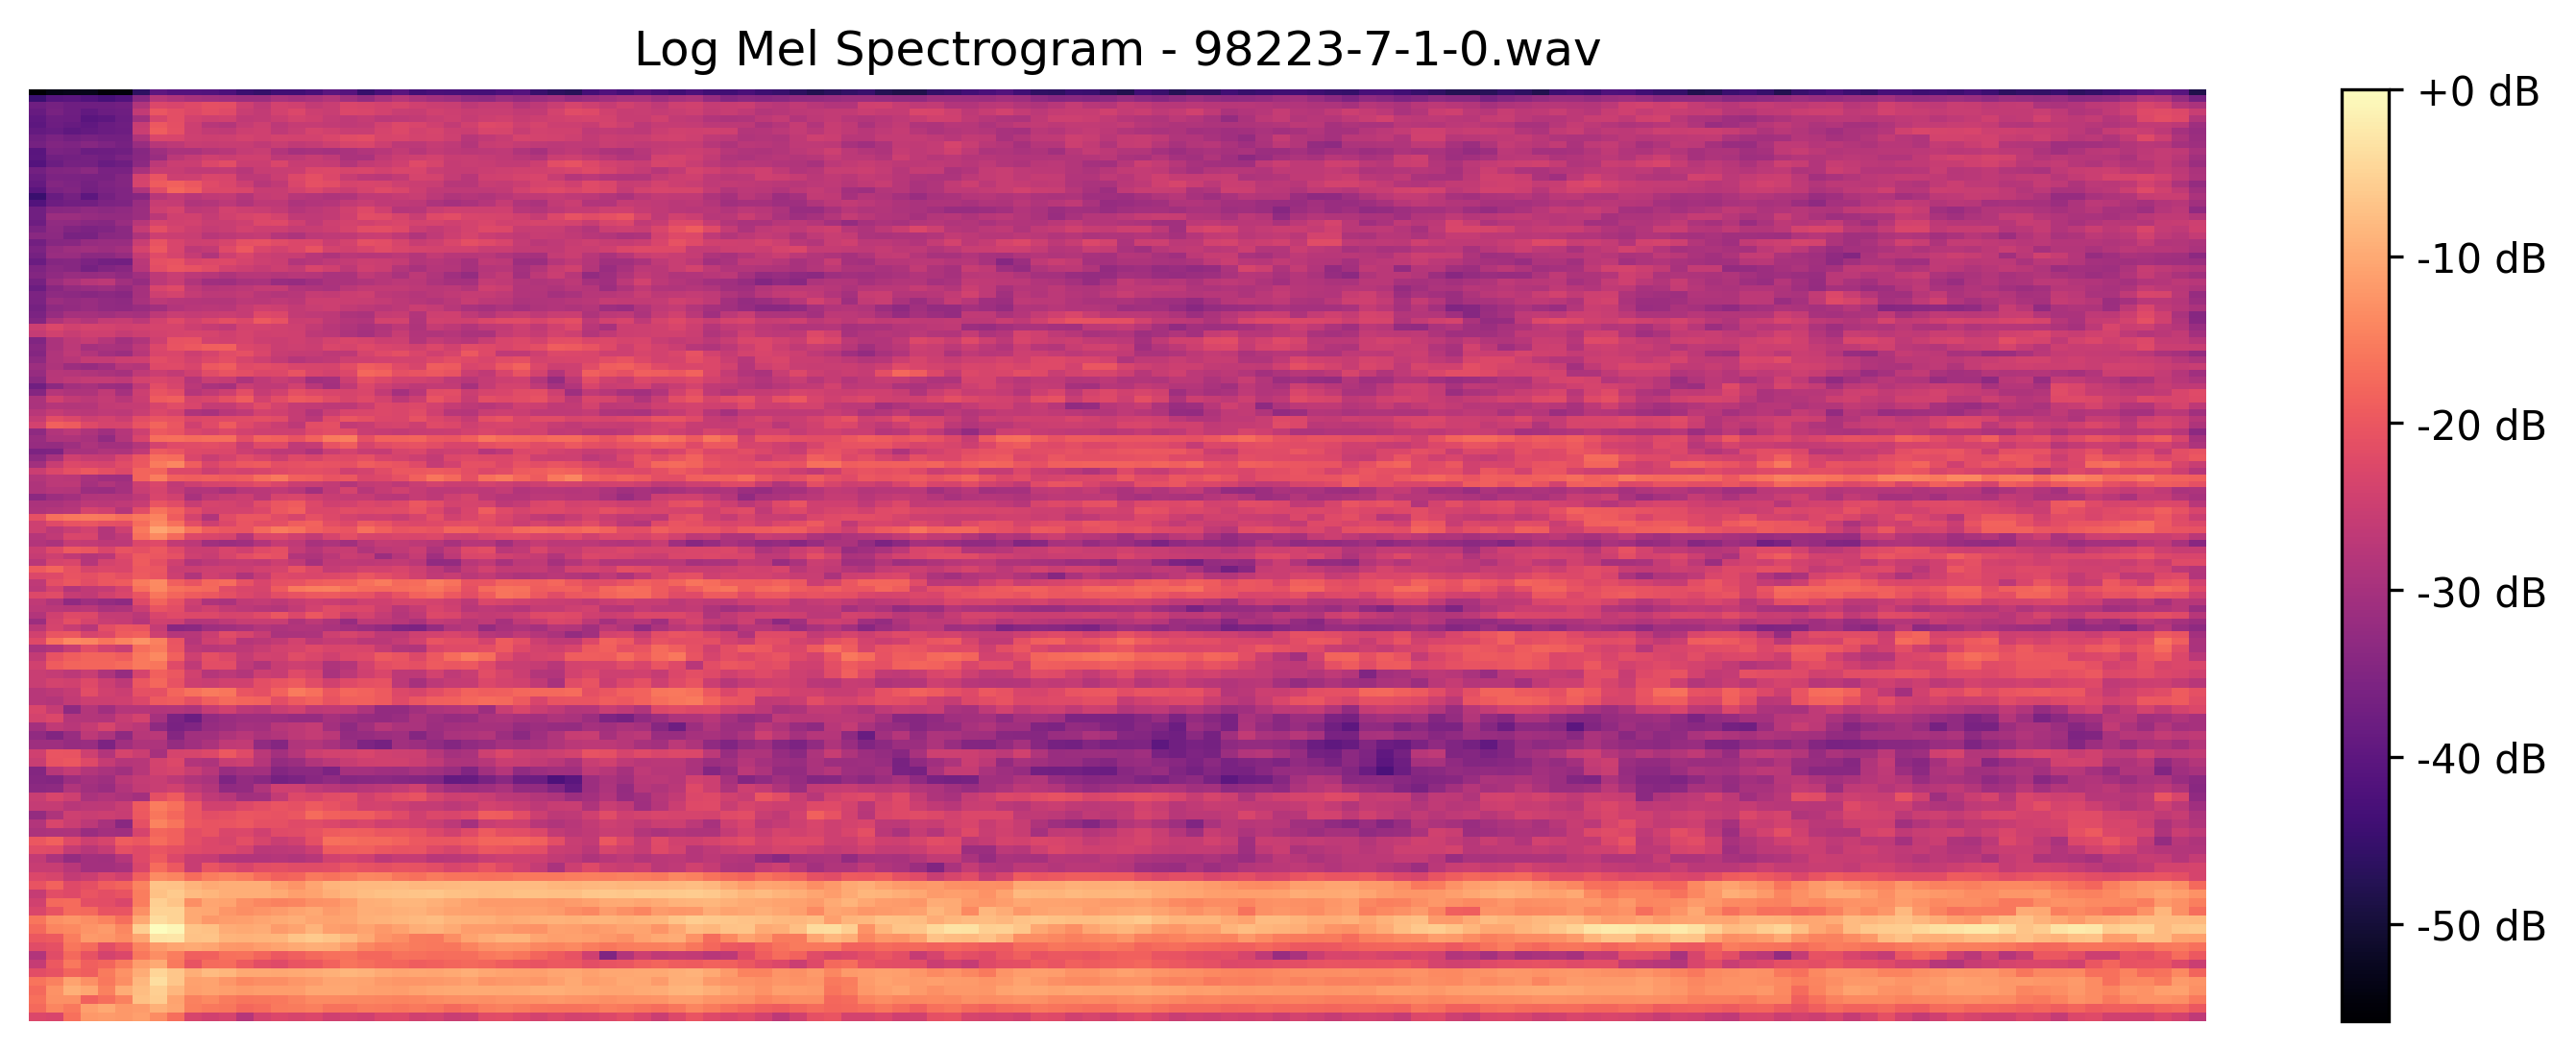 Log Mel Spectrogram - 98223-7-1-0.wav
+0 dB
-10 dB
-20 dB
-30 dB
-40 dB
-50 dB